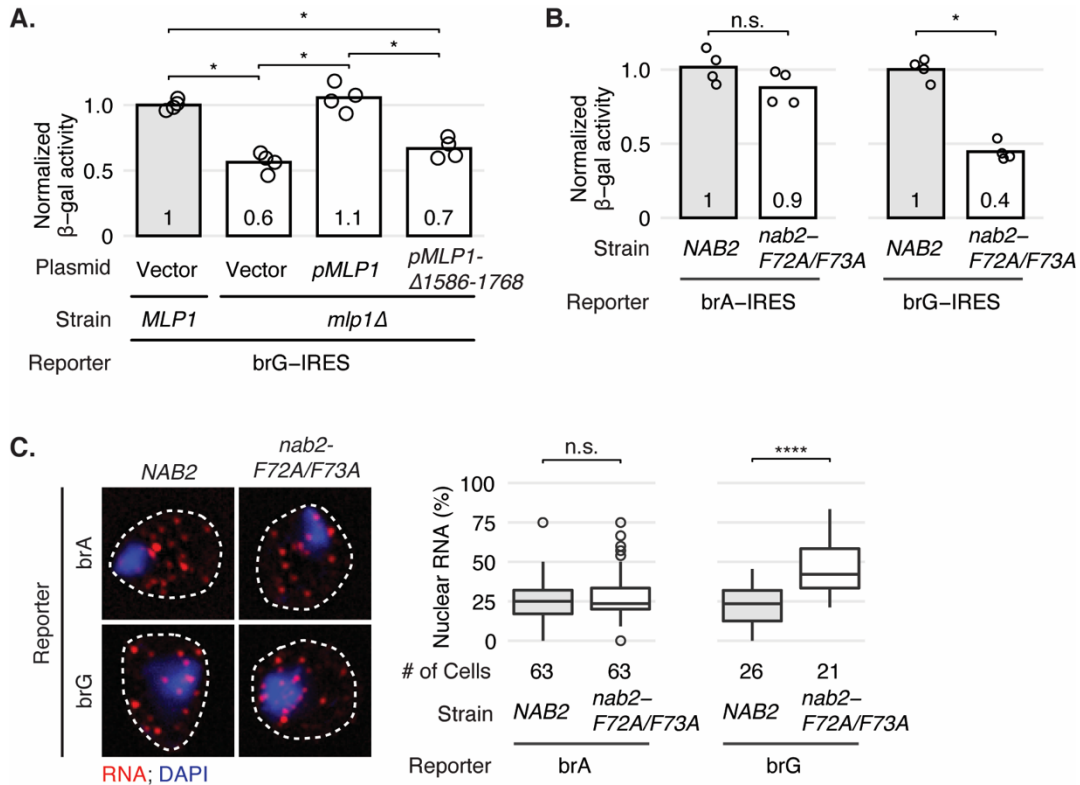 A.
*
*
*
*
Normalized
β−gal activity
1.0
0.5
0
1
0.6
1.1
0.7
Plasmid
Vector
Vector
pMLP1
pMLP1-
Δ1586-1768
Strain
MLP1
mlp1Δ
Reporter
brG−IRES
B.
n.s.
*
Normalized
β−gal activity
1.0
0.5
0
1
0.9
1
0.4
Strain
NAB2
nab2−
F72A/F73A
NAB2
nab2−
F72A/F73A
Reporter
brA−IRES
brG−IRES
C.
NAB2
nab2-
F72A/F73A
Reporter
brA
brG
RNA; DAPI
n.s.
****
Nuclear RNA (%)
100
75
50
25
0
# of Cells
63
63
26
21
Strain
NAB2
nab2−
F72A/F73A
NAB2
nab2−
F72A/F73A
Reporter
brA
brG